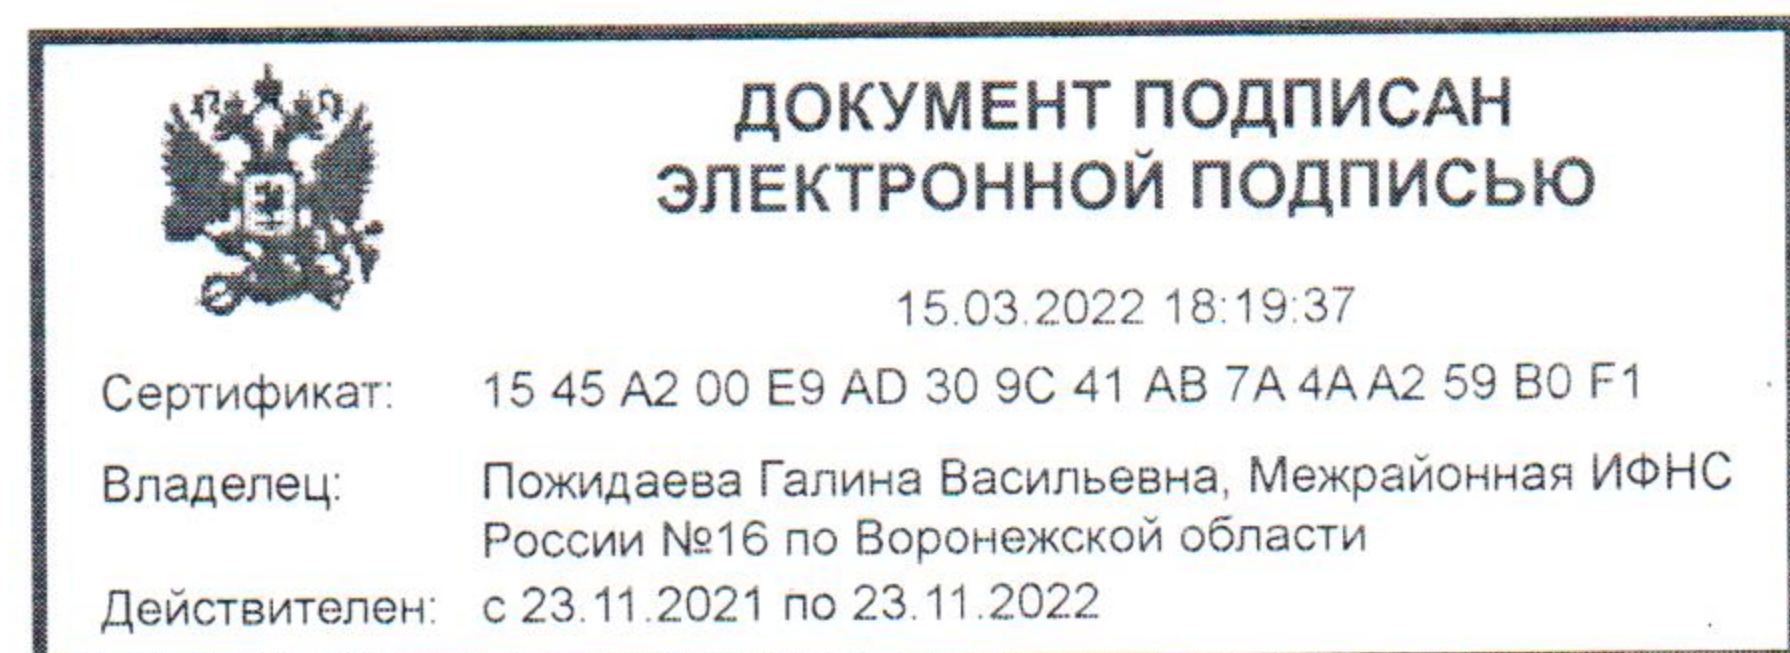 ДОКУМЕНТ ПОДПИСАН
ЭЛЕКТРОННОЙ ПОДПИСЬЮ
15.03.2022 18:19:37
Сертификат: 15 45 A2 00 E9 AD 30 9C 41 AB 7A 4A A2 59 B0 F1
Владелец: Пожидаева Галина Васильевна, Межрайонная ИФНС
России №16 по Воронежской области
Действителен: с 23.11.2021 по 23.11.2022